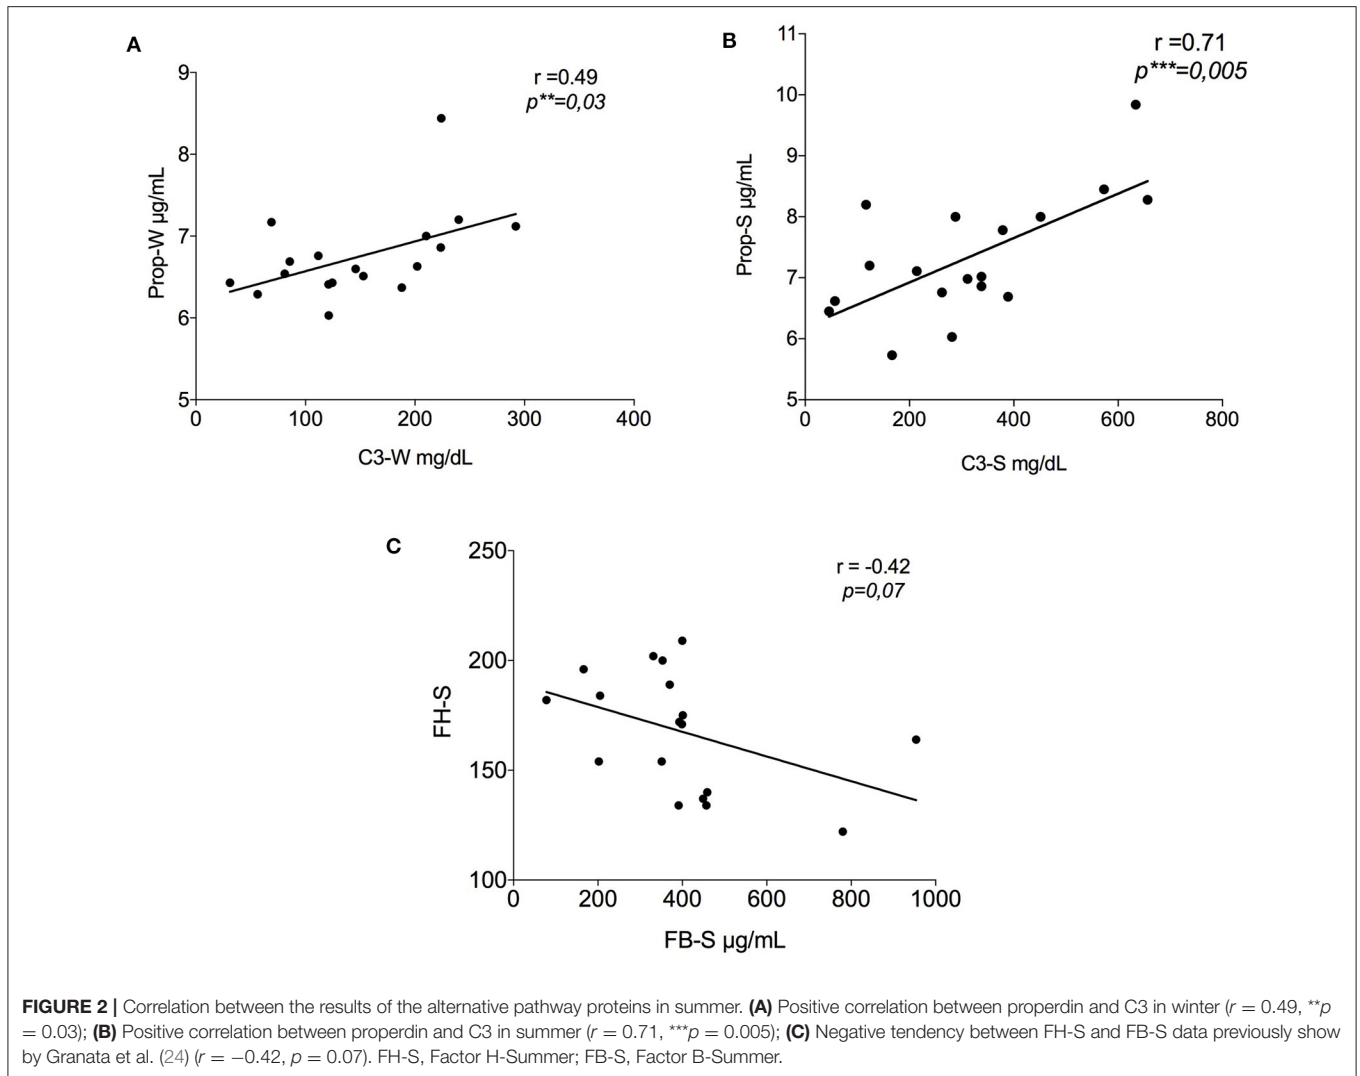 A
r =0.49
p**=0,03
9
8
7
6
5
Prop-W µg/mL
0 100 200 300 400
C3-W mg/dL
B
r =0.71
p***=0,005
11
10
9
8
7
6
5
Prop-S µg/mL
0 200 400 600 800
C3-S mg/dL
C
r = -0.42
p=0,07
250
200
150
100
FH-S
0 200 400 600 800 1000
FB-S µg/mL
FIGURE 2 | Correlation between the results of the alternative pathway proteins in summer. (A) Positive correlation between properdin and C3 in winter (r = 0.49, **p
= 0.03); (B) Positive correlation between properdin and C3 in summer (r = 0.71, ***p = 0.005); (C) Negative tendency between FH-S and FB-S data previously show
by Granata et al. (24) (r = −0.42, p = 0.07). FH-S, Factor H-Summer; FB-S, Factor B-Summer.